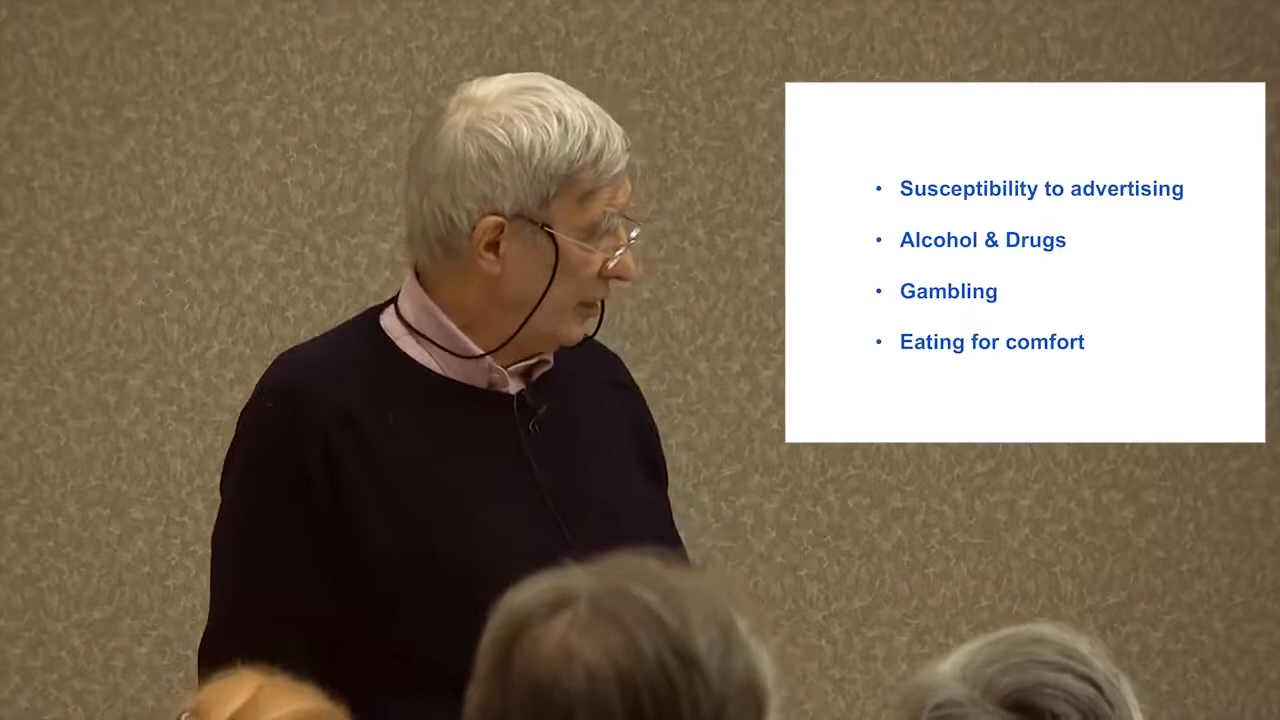 • Susceptibility to advertising
• Alcohol & Drugs
• Gambling
• Eating for comfort